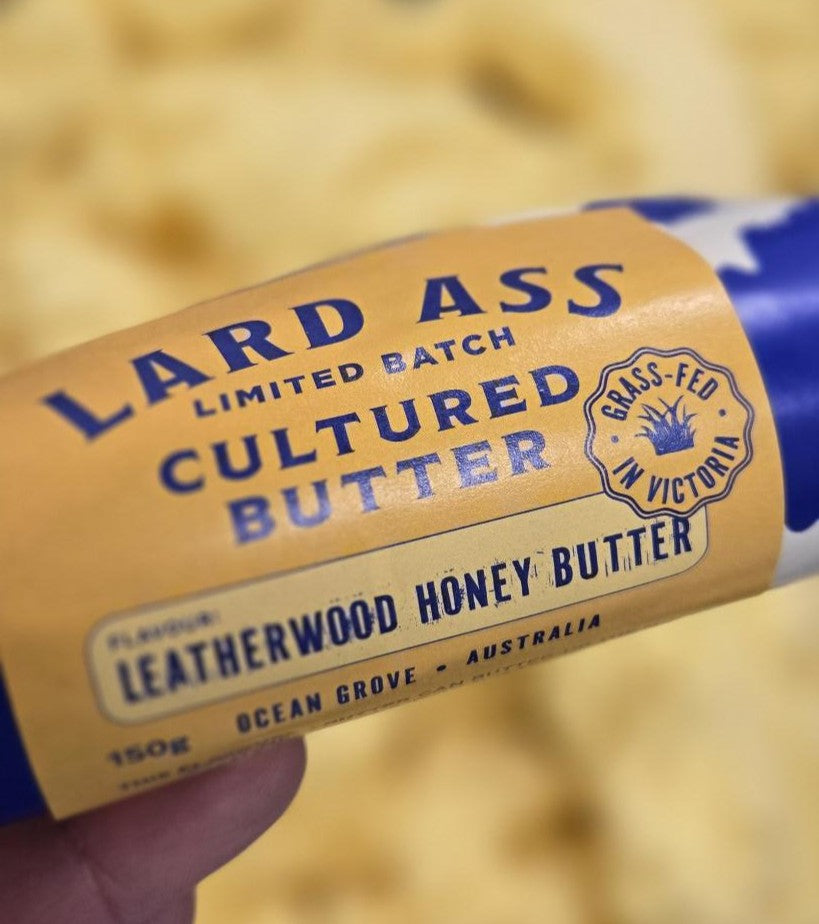 LARD ASS
LIMITED BATCH
CULTURED
BUTTER
GRASS-FED
IN VICTORIA
FLAVOUR:
LEATHERWOOD HONEY BUTTER
OCEAN GROVE • AUSTRALIA
150g